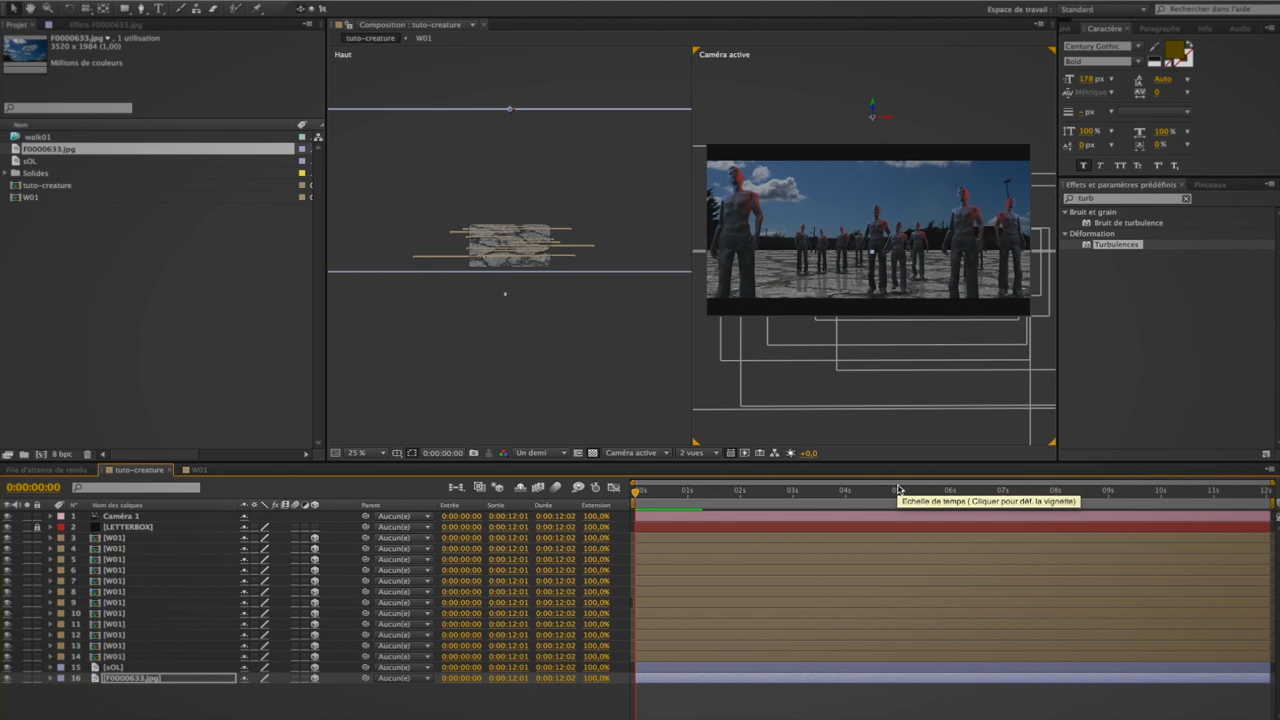 Espace de travail : Standard
Rechercher dans l'aide
Projet
Effets F0000633.jpg
Composition : tuto-creature
Caractère
Paragraphe
Info
Audio
F0000633.jpg , 1 utilisation
3520 x 1984 (1,00)
Millions de couleurs
tuto-creature
W01
Haut
Caméra active
Century Gothic
Bold
178 px
Auto
Métrique
0
- px
100 %
100 %
0 px
0 %
T T TT Tr T' T,
Effets et paramètres prédéfinis
Pinceaux
turb
Bruit et grain
Bruit de turbulence
Déformation
Turbulences
Nom
walk01
F0000633.jpg
sOL
Solides
tuto-creature
W01
8 bpc
25 %
0:00:00:00
Un demi
Caméra active
2 vues
+0,0
File d'attente de rendu
tuto-creature
W01
0:00:00:00
00s 01s 02s 03s 04s 06s 07s 08s 09s 10s 11s 12s
Echelle de temps ( Cliquer pour déf. la vignette)
N° Nom des calques Parent Entrée Sortie Durée Extension
1 Caméra 1 Aucun(e) 0:00:00:00 0:00:12:01 0:00:12:02 100,0%
2 [LETTERBOX] Aucun(e) 0:00:00:00 0:00:12:01 0:00:12:02 100,0%
3 [W01] Aucun(e) 0:00:00:00 0:00:12:01 0:00:12:02 100,0%
4 [W01] Aucun(e) 0:00:00:00 0:00:12:01 0:00:12:02 100,0%
5 [W01] Aucun(e) 0:00:00:00 0:00:12:01 0:00:12:02 100,0%
6 [W01] Aucun(e) 0:00:00:00 0:00:12:01 0:00:12:02 100,0%
7 [W01] Aucun(e) 0:00:00:00 0:00:12:01 0:00:12:02 100,0%
8 [W01] Aucun(e) 0:00:00:00 0:00:12:01 0:00:12:02 100,0%
9 [W01] Aucun(e) 0:00:00:00 0:00:12:01 0:00:12:02 100,0%
10 [W01] Aucun(e) 0:00:00:00 0:00:12:01 0:00:12:02 100,0%
11 [W01] Aucun(e) 0:00:00:00 0:00:12:01 0:00:12:02 100,0%
12 [W01] Aucun(e) 0:00:00:00 0:00:12:01 0:00:12:02 100,0%
13 [W01] Aucun(e) 0:00:00:00 0:00:12:01 0:00:12:02 100,0%
14 [W01] Aucun(e) 0:00:00:00 0:00:12:01 0:00:12:02 100,0%
15 [sOL] Aucun(e) 0:00:00:00 0:00:12:01 0:00:12:02 100,0%
16 [F0000633.jpg] Aucun(e) 0:00:00:00 0:00:12:01 0:00:12:02 100,0%